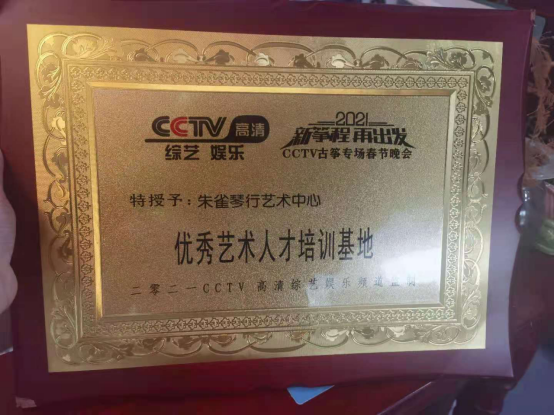 CCTV 高清
综艺 娱乐
2021
新筝程 再出发
CCTV古筝专场春节晚会
特授予：朱雀琴行艺术中心
优秀艺术人才培训基地
二零二一CCTV 高清综艺娱乐频道